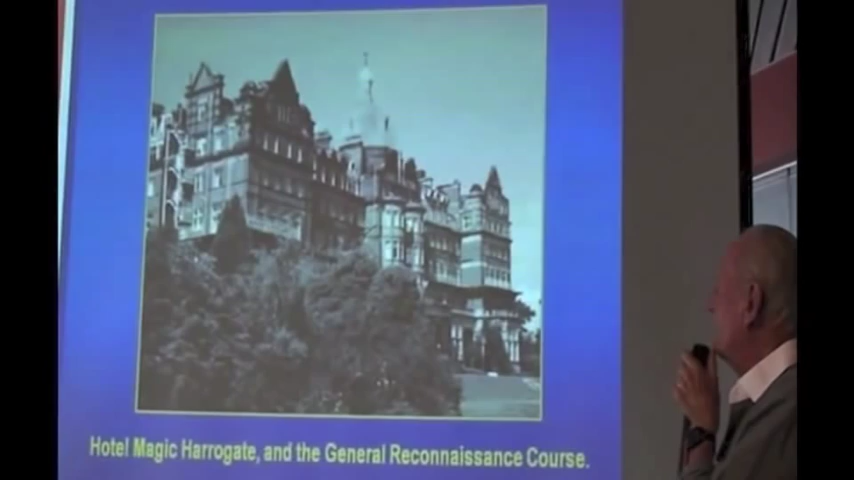 Hotel Magic Harrogate, and the General Reconnaissance Course.